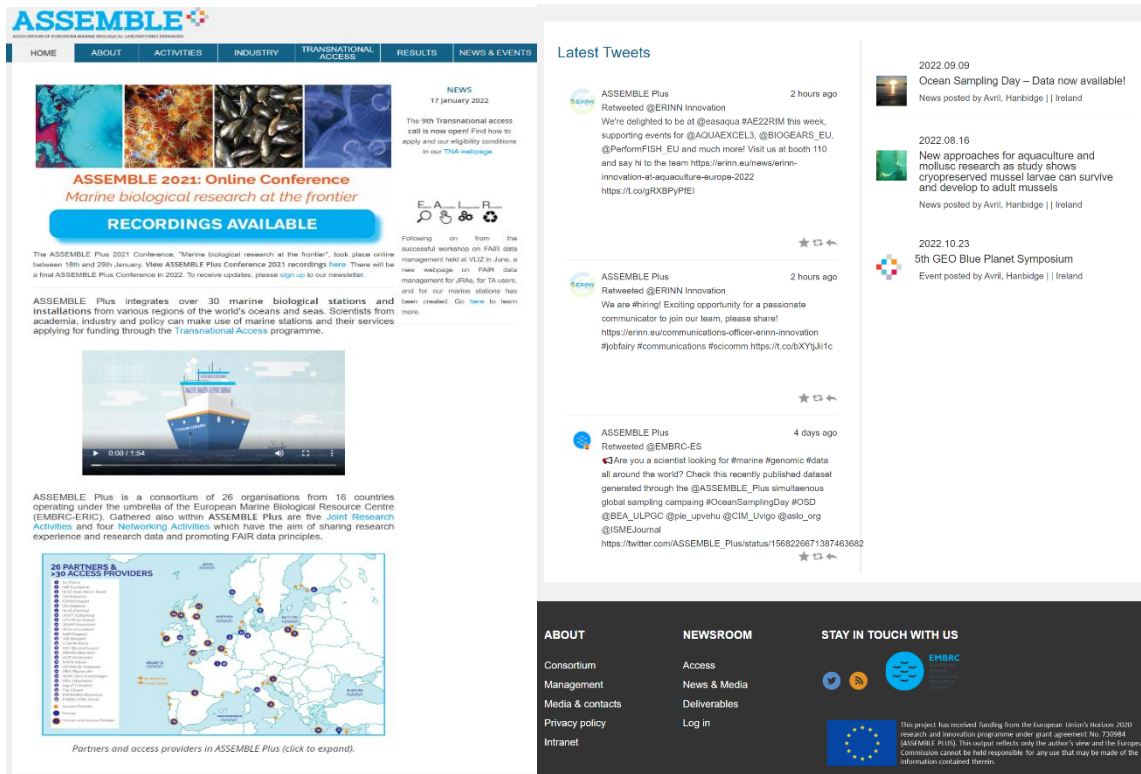 ASSEMBLE
ASSOCIATION OF EUROPEAN MARINE BIOLOGICAL LABORATORIES EXPANDED
HOME
ABOUT
ACTIVITIES
INDUSTRY
TRANSNATIONAL
ACCESS
RESULTS
NEWS & EVENTS
ASSEMBLE 2021: Online Conference
Marine biological research at the frontier
RECORDINGS AVAILABLE
The ASSEMBLE Plus 2021 Conference, "Marine biological research at the frontier", took place online
between 18th and 29th January. View ASSEMBLE Plus Conference 2021 recordings here. There will be
a final ASSEMBLE Plus Conference in 2022. To receive updates, please sign up to our newsletter.
NEWS
17 January 2022
The 9th Transnational access
call is now open! Find how to
apply and our eligibility conditions
in our TNA webpage.
Following on from the
successful workshop on FAIR data
management held at VLIZ in June, a
new webpage on FAIR data
management for JRAs, for TA users,
and for our marine stations has
been created. Go here to learn
more.
ASSEMBLE Plus integrates over 30 marine biological stations and
installations from various regions of the world's oceans and seas. Scientists from
academia, industry and policy can make use of marine stations and their services
applying for funding through the Transnational Access programme.
0:00 / 1:54
ASSEMBLE Plus is a consortium of 26 organisations from 16 countries
operating under the umbrella of the European Marine Biological Resource Centre
(EMBRC-ERIC). Gathered also within ASSEMBLE Plus are five Joint Research
Activities and four Networking Activities which have the aim of sharing research
experience and research data and promoting FAIR data principles.
26 PARTNERS &
>30 ACCESS PROVIDERS
Partners and access providers in ASSEMBLE Plus (click to expand).
Latest Tweets
ERINN
ASSEMBLE Plus
2 hours ago
Retweeted @ERINN Innovation
We're delighted to be at @easaqua #AE22RIM this week,
supporting events for @AQUAEXCEL3, @BIOGEARS_EU,
@PerformFISH_EU and much more! Visit us at booth 110
and say hi to the team https://erinn.eu/news/erinn-
innovation-at-aquaculture-europe-2022
https://t.co/gRXBPyPfEI
ERINN
ASSEMBLE Plus
2 hours ago
Retweeted @ERINN Innovation
We are #hiring! Exciting opportunity for a passionate
communicator to join our team, please share!
https://erinn.eu/communications-officer-erinn-innovation
#jobfairy #communications #scicomm https://t.co/bXYtjJii1c
ASSEMBLE Plus
4 days ago
Retweeted @EMBRC-ES
Are you a scientist looking for #marine #genomic #data
all around the world? Check this recently published dataset
generated through the @ASSEMBLE_Plus simultaenous
global sampling campaing #OceanSamplingDay #OSD
@BEA_ULPGC @pie_upvehu @CIM_Uvigo @aslo_org
@ISMEJournal
https://twitter.com/ASSEMBLE_Plus/status/1568226671387463682
2022.09.09
Ocean Sampling Day – Data now available!
News posted by Avril, Hanbidge | | Ireland
2022.08.16
New approaches for aquaculture and
mollusc research as study shows
cryopreserved mussel larvae can survive
and develop to adult mussels
News posted by Avril, Hanbidge | | Ireland
2022.10.23
5th GEO Blue Planet Symposium
Event posted by Avril, Hanbidge | | Ireland
ABOUT
Consortium
Management
Media & contacts
Privacy policy
Intranet
NEWSROOM
Access
News & Media
Deliverables
Log in
STAY IN TOUCH WITH US
EMBRC
This project has received funding from the European Union's Horizon 2020
research and innovation programme under grant agreement No. 730984
(ASSEMBLE PLUS). This output reflects only the author's view and the Europea
Commission cannot be held responsible for any use that may be made of the
information contained therein.